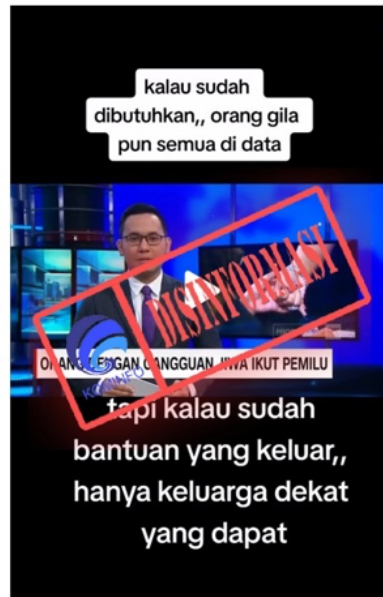 kalau sudah
dibutuhkan,, orang gila
pun semua di data
DISINFORMASI
ORANG DENGAN GANGGUAN JIWA IKUT PEMILU
KOMINFO
tapi kalau sudah
bantuan yang keluar,,
hanya keluarga dekat
yang dapat